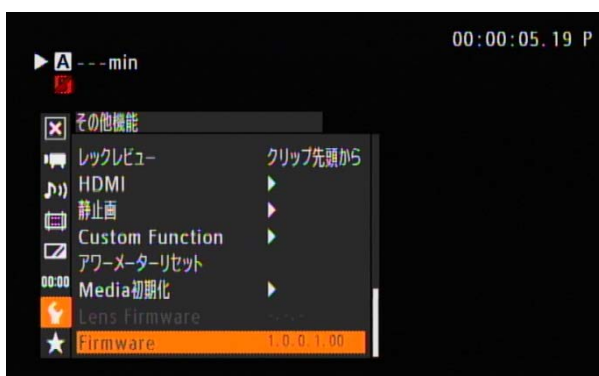 00:00:05.19 P
A ---min
その他機能
レックレビュー クリップ先頭から
HDMI
静止画
Custom Function
アワーメーターリセット
00:00
Media初期化
Lens Firmware -.-.-
Firmware 1.0.0.1.00